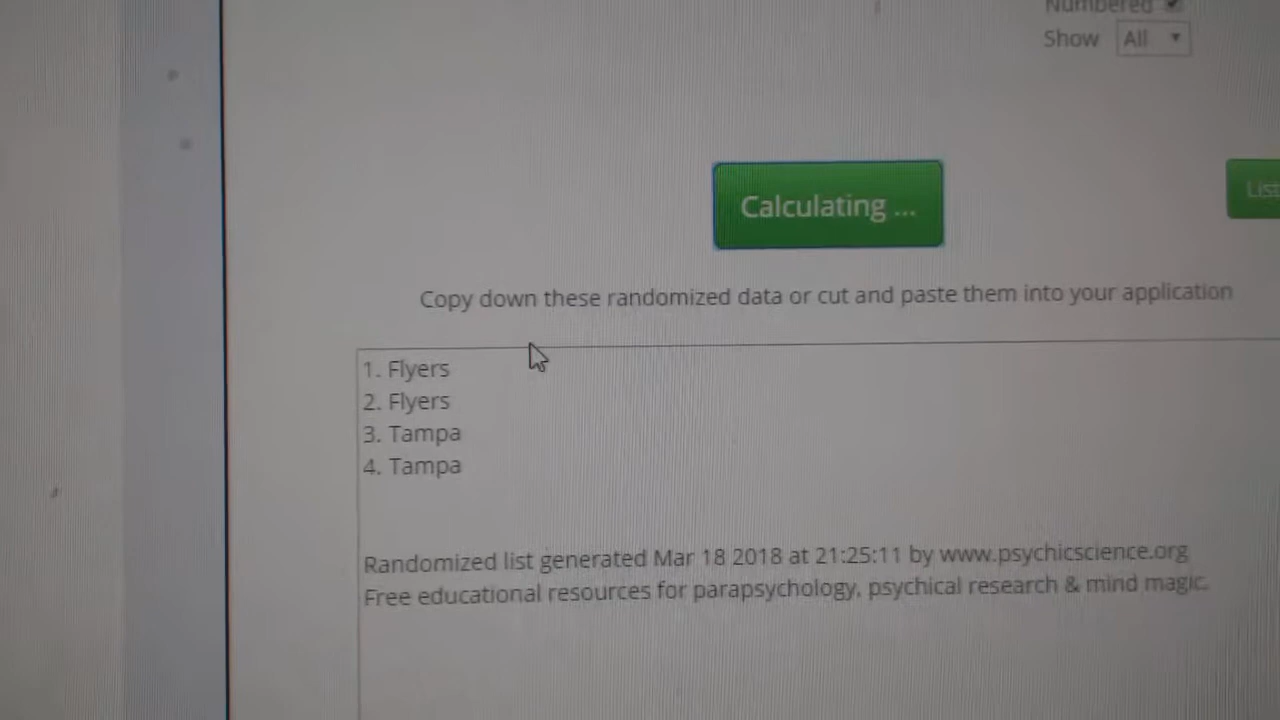 Numbered
Show All
Calculating ...
Copy down these randomized data or cut and paste them into your application
1. Flyers
2. Flyers
3. Tampa
4. Tampa
Randomized list generated Mar 18 2018 at 21:25:11 by www.psychicscience.org
Free educational resources for parapsychology, psychical research & mind magic.